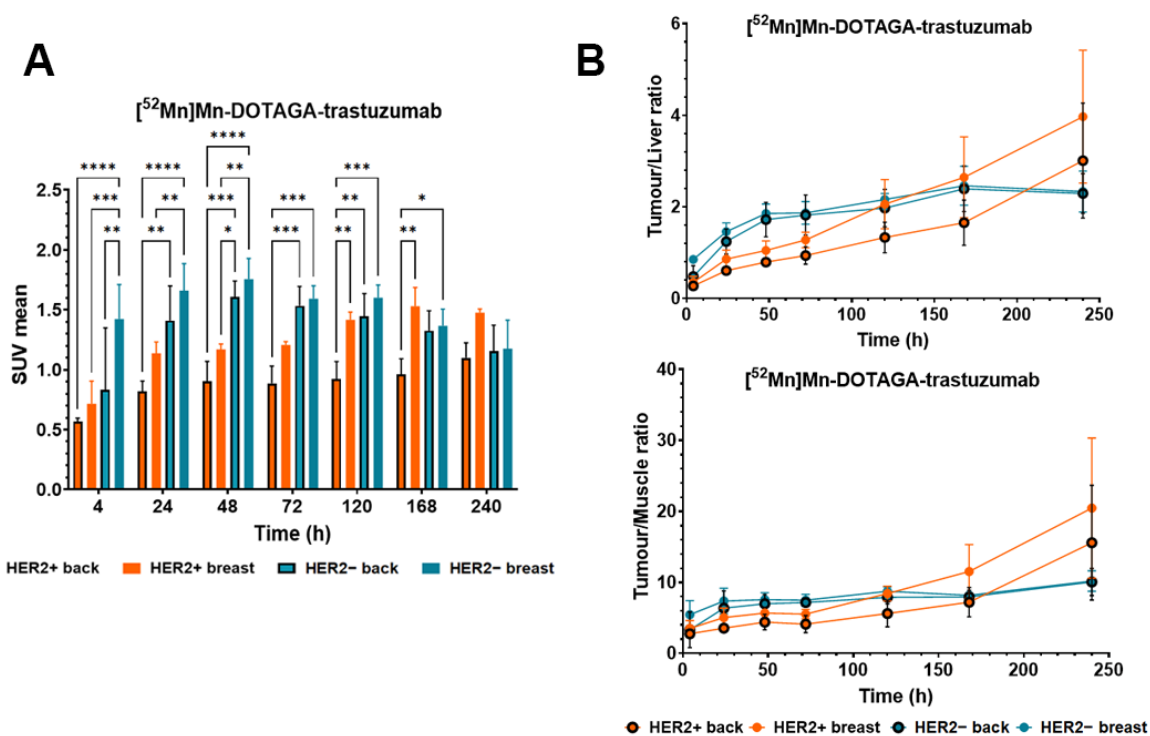 A
[⁵²Mn]Mn-DOTAGA-trastuzumab
****
**** **** ***
*** ** ** *** ** *
** ** *** * *** ** **
SUV mean
2.5
2.0
1.5
1.0
0.5
0.0
4 24 48 72 120 168 240
Time (h)
HER2+ back HER2+ breast HER2− back HER2− breast
B
[⁵²Mn]Mn-DOTAGA-trastuzumab
Tumour/Liver ratio
6
4
2
0
0 50 100 150 200 250
Time (h)
[⁵²Mn]Mn-DOTAGA-trastuzumab
Tumour/Muscle ratio
40
30
20
10
0
0 50 100 150 200 250
Time (h)
HER2+ back HER2+ breast HER2− back HER2− breast